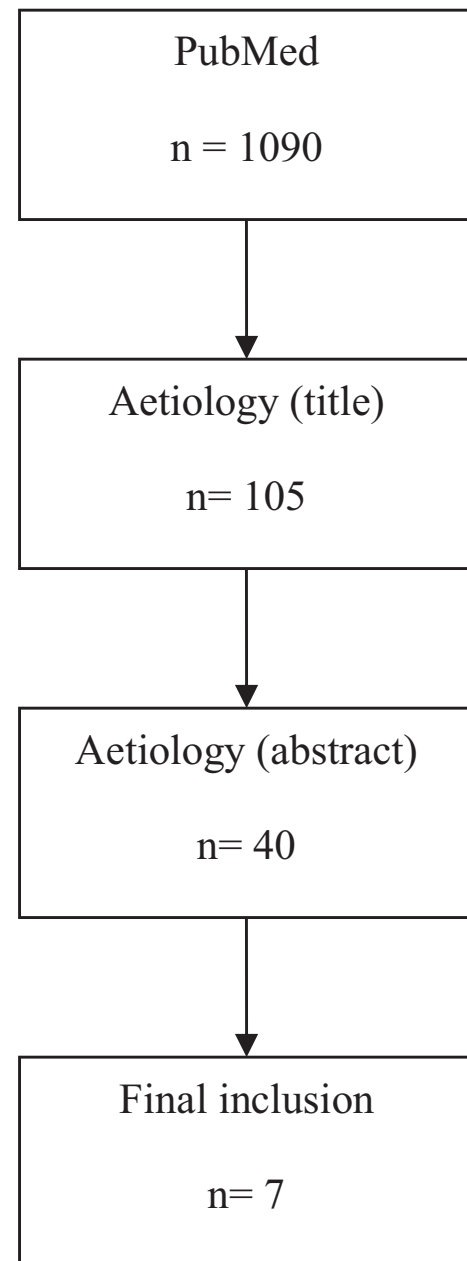 PubMed
n = 1090
Aetiology (title)
n= 105
Aetiology (abstract)
n= 40
Final inclusion
n= 7